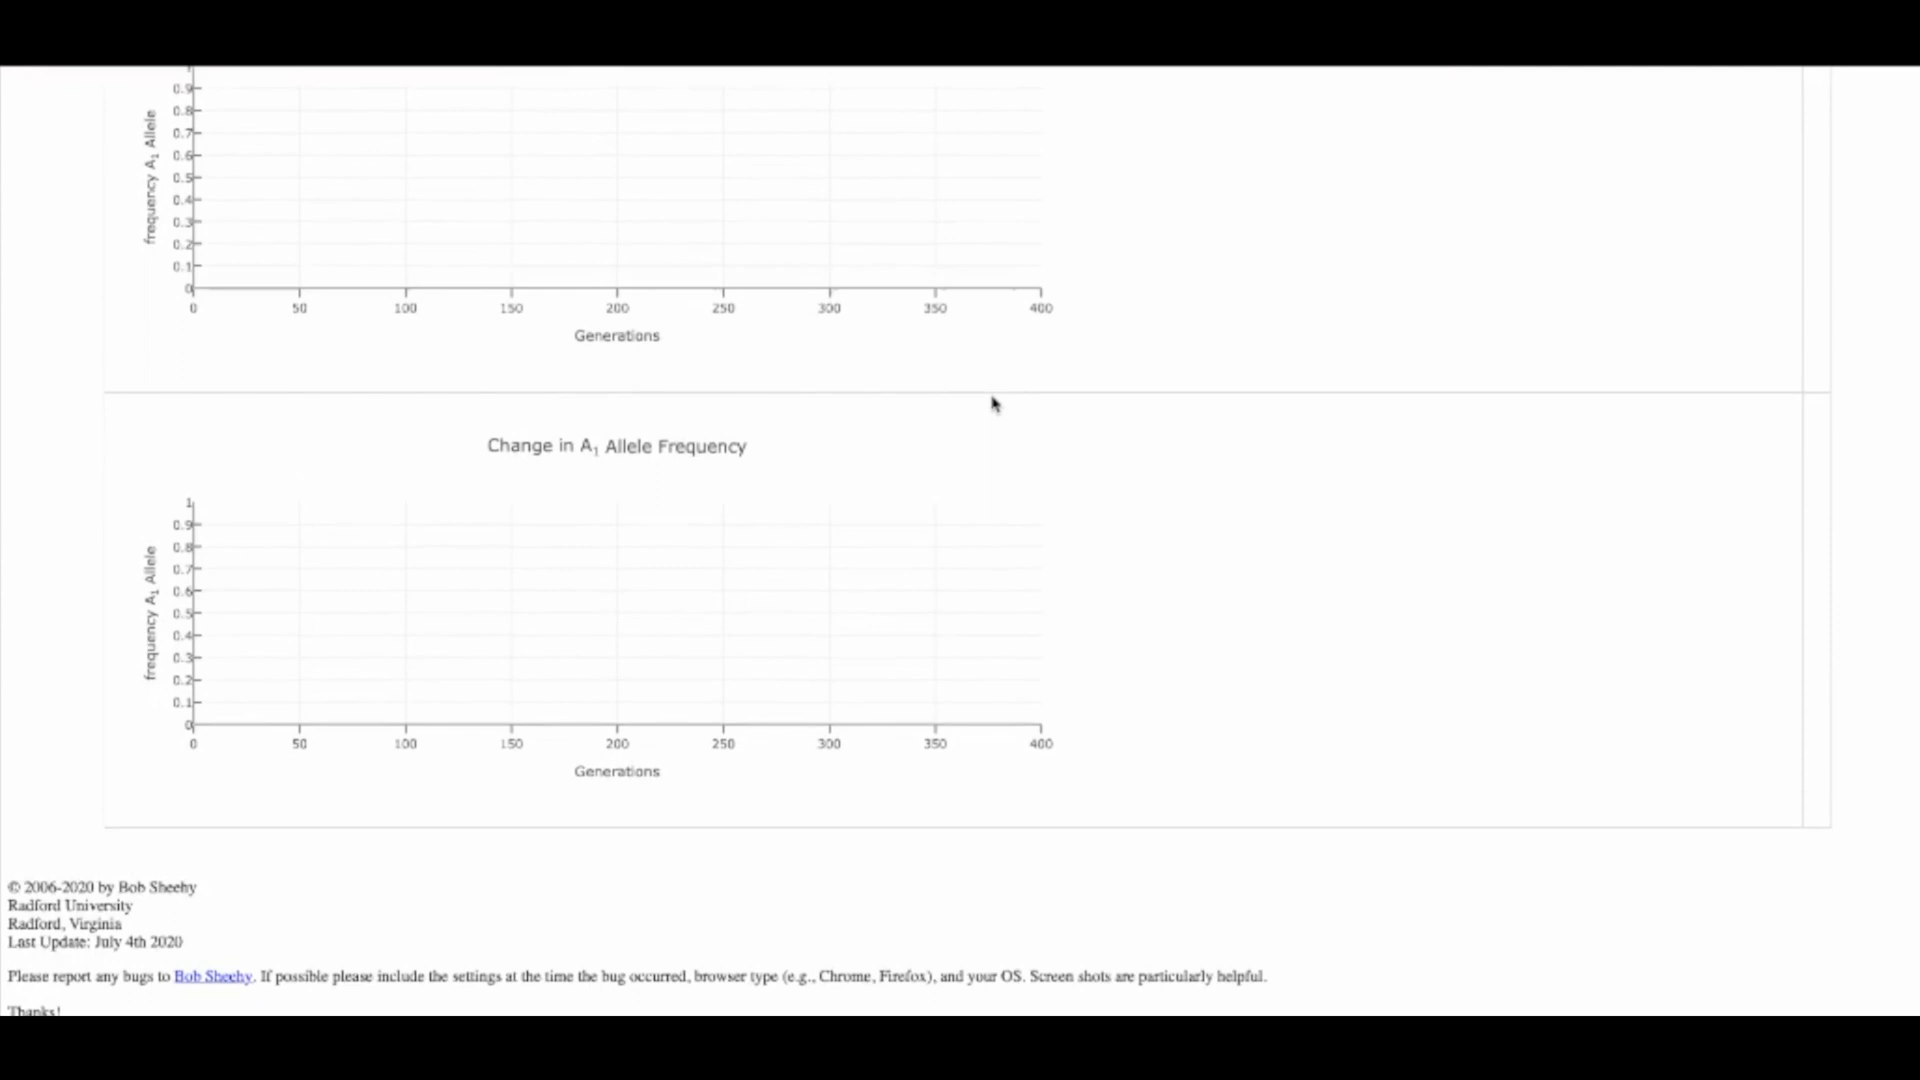 1
0.9
0.8
0.7
0.6
0.5
0.4
0.3
0.2
0.1
0
frequency A₁ Allele
0 50 100 150 200 250 300 350 400
Generations
Change in A₁ Allele Frequency
1
0.9
0.8
0.7
0.6
0.5
0.4
0.3
0.2
0.1
0
frequency A₁ Allele
0 50 100 150 200 250 300 350 400
Generations
© 2006-2020 by Bob Sheehy
Radford University
Radford, Virginia
Last Update: July 4th 2020
Please report any bugs to Bob Sheehy. If possible please include the settings at the time the bug occurred, browser type (e.g., Chrome, Firefox), and your OS. Screen shots are particularly helpful.
Thanks!